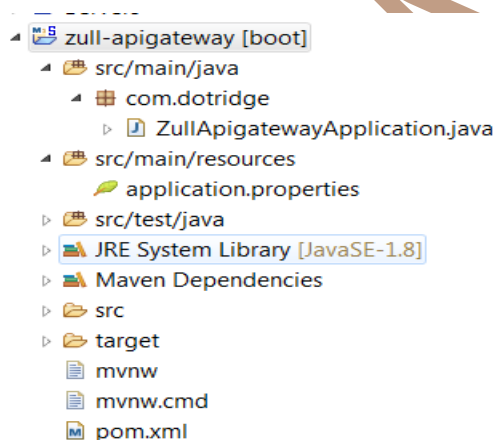 zull-apigateway [boot]
src/main/java
com.dotridge
ZullApigatewayApplication.java
src/main/resources
application.properties
src/test/java
JRE System Library [JavaSE-1.8]
Maven Dependencies
src
target
mvnw
mvnw.cmd
pom.xml